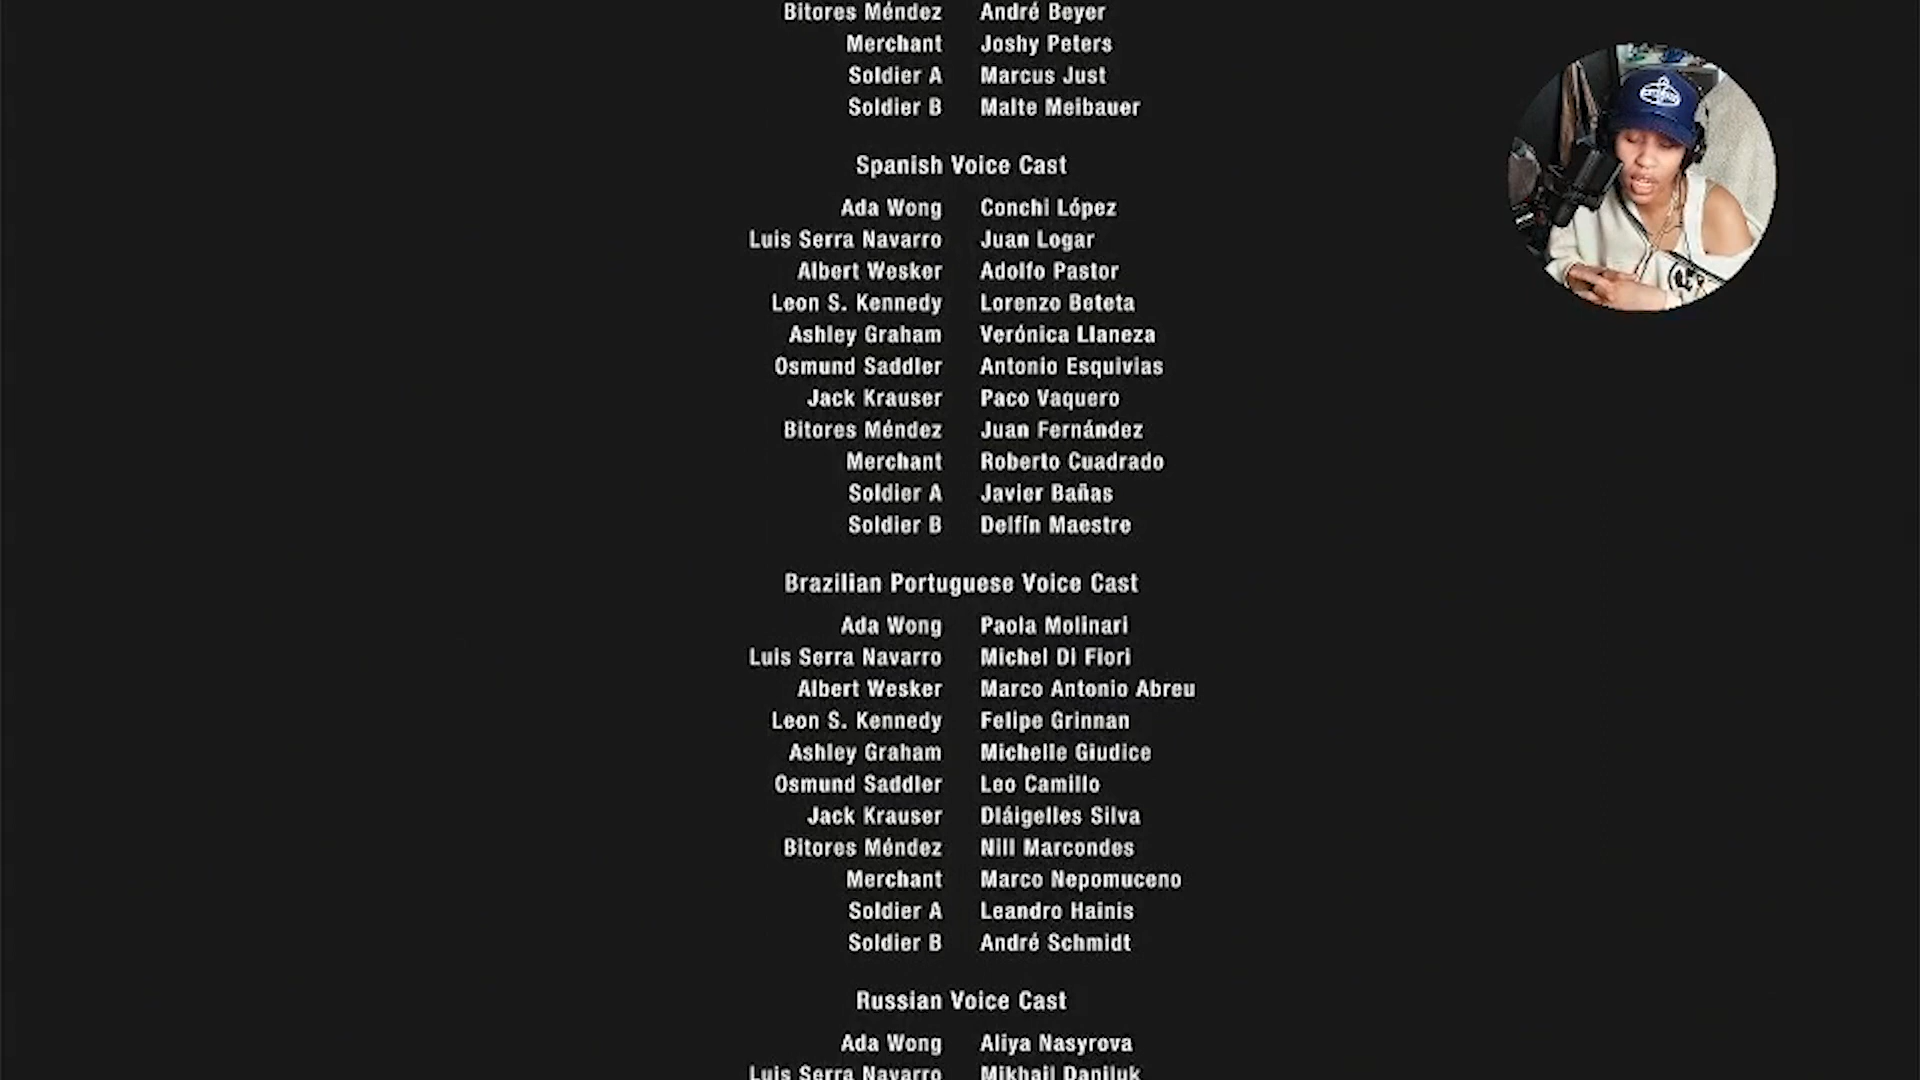 Bitores Méndez André Beyer
Merchant Joshy Peters
Soldier A Marcus Just
Soldier B Malte Meibauer
Spanish Voice Cast
Ada Wong Conchi López
Luis Serra Navarro Juan Logar
Albert Wesker Adolfo Pastor
Leon S. Kennedy Lorenzo Beteta
Ashley Graham Verónica Llaneza
Osmund Saddler Antonio Esquivias
Jack Krauser Paco Vaquero
Bitores Méndez Juan Fernández
Merchant Roberto Cuadrado
Soldier A Javier Bañas
Soldier B Delfín Maestre
Brazilian Portuguese Voice Cast
Ada Wong Paola Molinari
Luis Serra Navarro Michel Di Fiori
Albert Wesker Marco Antonio Abreu
Leon S. Kennedy Felipe Grinnan
Ashley Graham Michelle Giudice
Osmund Saddler Leo Camillo
Jack Krauser Dláigelles Silva
Bitores Méndez Nill Marcondes
Merchant Marco Nepomuceno
Soldier A Leandro Hainis
Soldier B André Schmidt
Russian Voice Cast
Ada Wong Aliya Nasyrova
Luis Serra Navarro Mikhail Daniluk